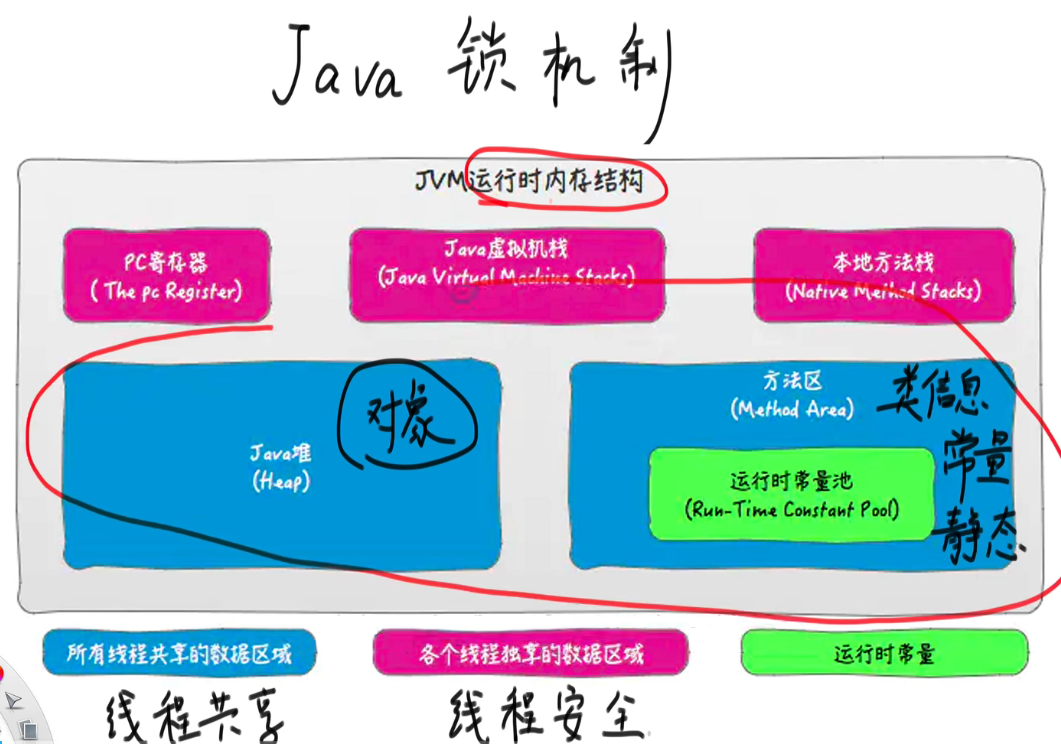 Java 锁机制
JVM运行时内存结构
PC寄存器
( The pc Register)
Java虚拟机栈
(Java Virtual Machine Stacks)
本地方法栈
(Native Method Stacks)
对象
Java堆
(Heap)
方法区
(Method Area)
类信息
常量
静态
运行时常量池
(Run-Time Constant Pool)
所有线程共享的数据区域
各个线程独享的数据区域
运行时常量
线程共享
线程安全